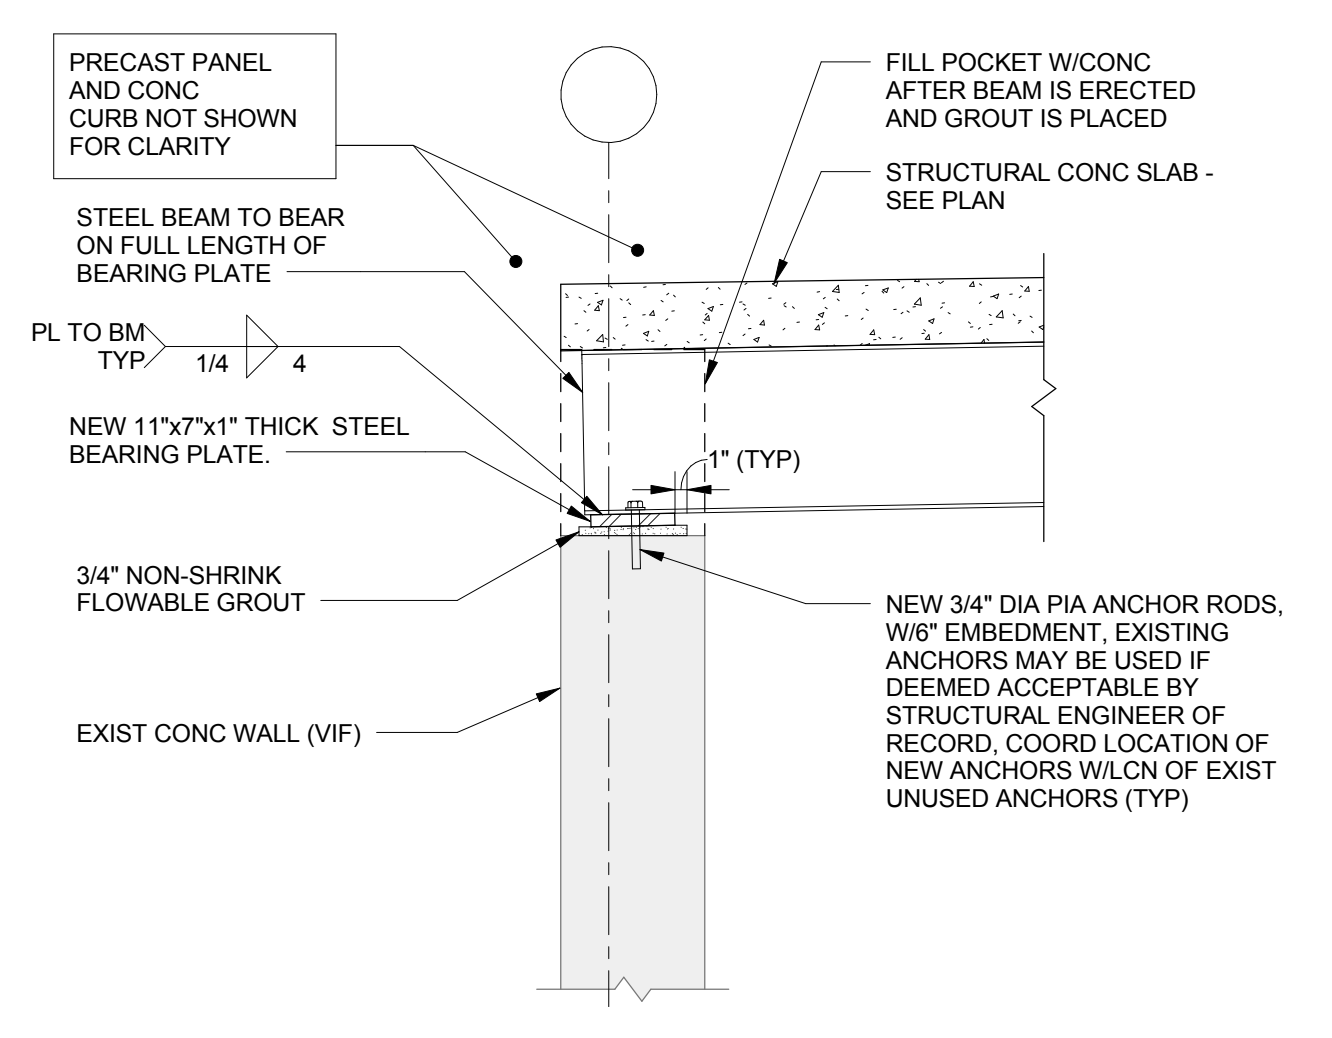 PRECAST PANEL
AND CONC
CURB NOT SHOWN
FOR CLARITY
FILL POCKET W/CONC
AFTER BEAM IS ERECTED
AND GROUT IS PLACED
STRUCTURAL CONC SLAB -
SEE PLAN
STEEL BEAM TO BEAR
ON FULL LENGTH OF
BEARING PLATE
PL TO BM
TYP
1/4
4
NEW 11"x7"x1" THICK STEEL
BEARING PLATE.
1" (TYP)
3/4" NON-SHRINK
FLOWABLE GROUT
NEW 3/4" DIA PIA ANCHOR RODS,
W/6" EMBEDMENT, EXISTING
ANCHORS MAY BE USED IF
DEEMED ACCEPTABLE BY
STRUCTURAL ENGINEER OF
RECORD, COORD LOCATION OF
NEW ANCHORS W/LCN OF EXIST
UNUSED ANCHORS (TYP)
EXIST CONC WALL (VIF)